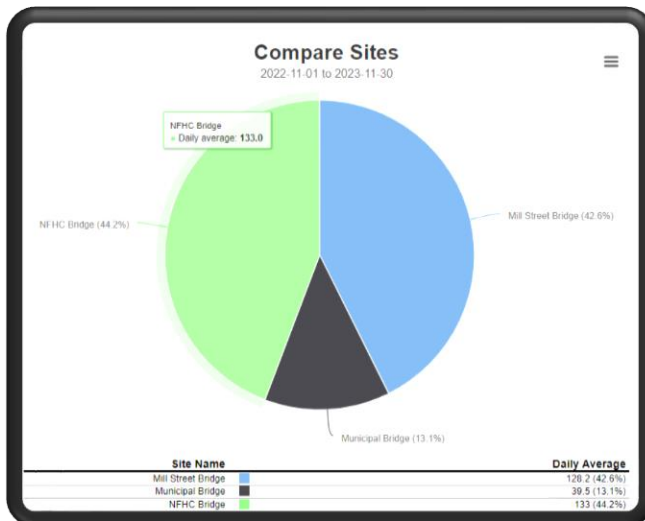 Compare Sites
2022-11-01 to 2023-11-30
NFHC Bridge
Daily average: 133.0
NFHC Bridge (44.2%)
Mill Street Bridge (42.6%)
Municipal Bridge (13.1%)
Site Name Daily Average
Mill Street Bridge 128.2 (42.6%)
Municipal Bridge 39.5 (13.1%)
NFHC Bridge 133 (44.2%)